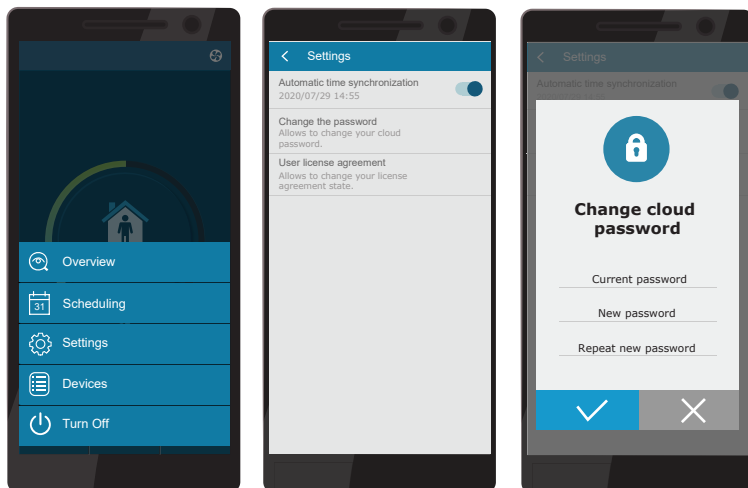 Overview
31
Scheduling
Settings
Devices
Turn Off
Settings
Automatic time synchronization
2020/07/29 14:55
Change the password
Allows to change your cloud
password.
User license agreement
Allows to change your license
agreement state.
Settings
Automatic time synchronization
Change cloud
password
Current password
New password
Repeat new password